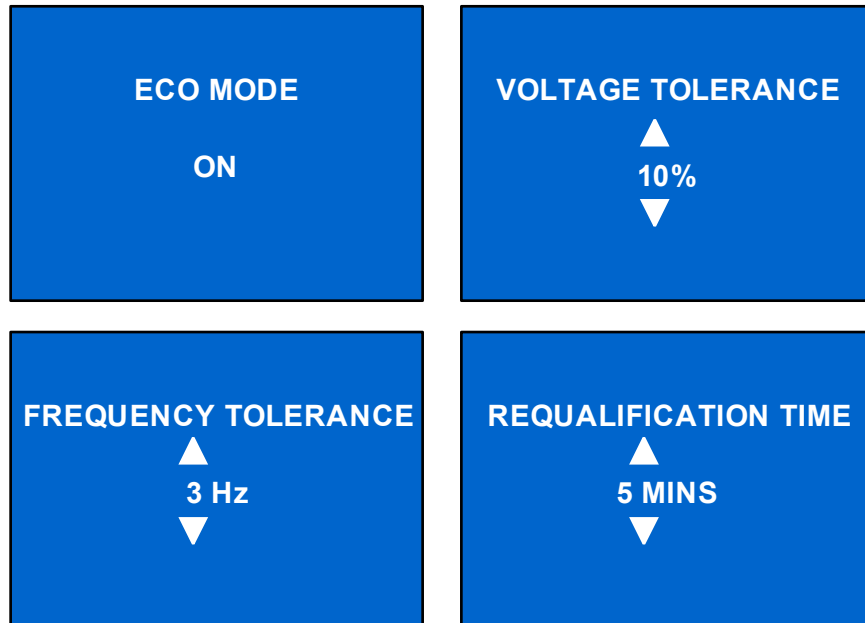 ECO MODE
ON
VOLTAGE TOLERANCE
10%
FREQUENCY TOLERANCE
3 Hz
REQUALIFICATION TIME
5 MINS